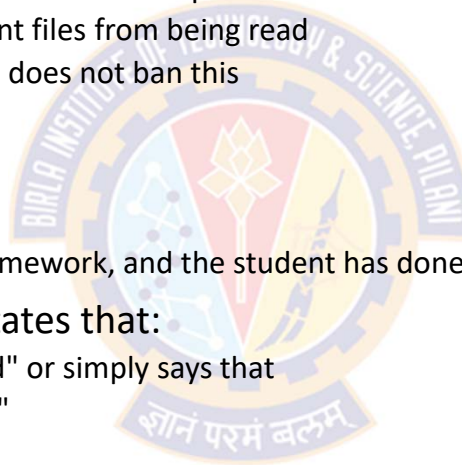 nt files from being read
does not ban this
BIRLA INSTITUTE OF TECHNOLOGY & SCIENCE, PILANI
mework, and the student has done
tates that:
d" or simply says that
"
ज्ञानं परमं बलम्